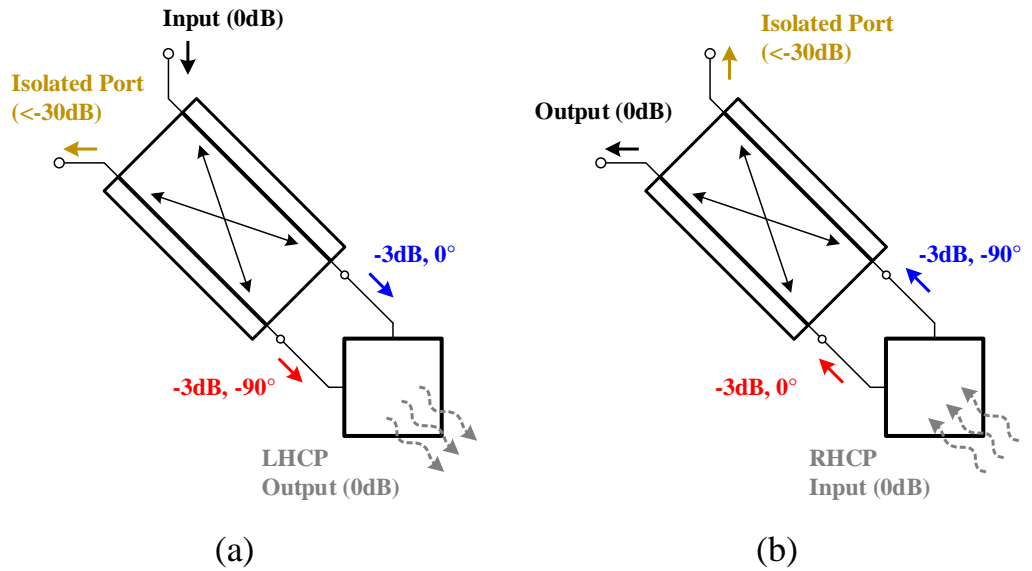 Input (0dB)
Isolated Port
(<-30dB)
-3dB, 0°
-3dB, -90°
LHCP
Output (0dB)
(a)
Isolated Port
(<-30dB)
Output (0dB)
-3dB, -90°
-3dB, 0°
RHCP
Input (0dB)
(b)